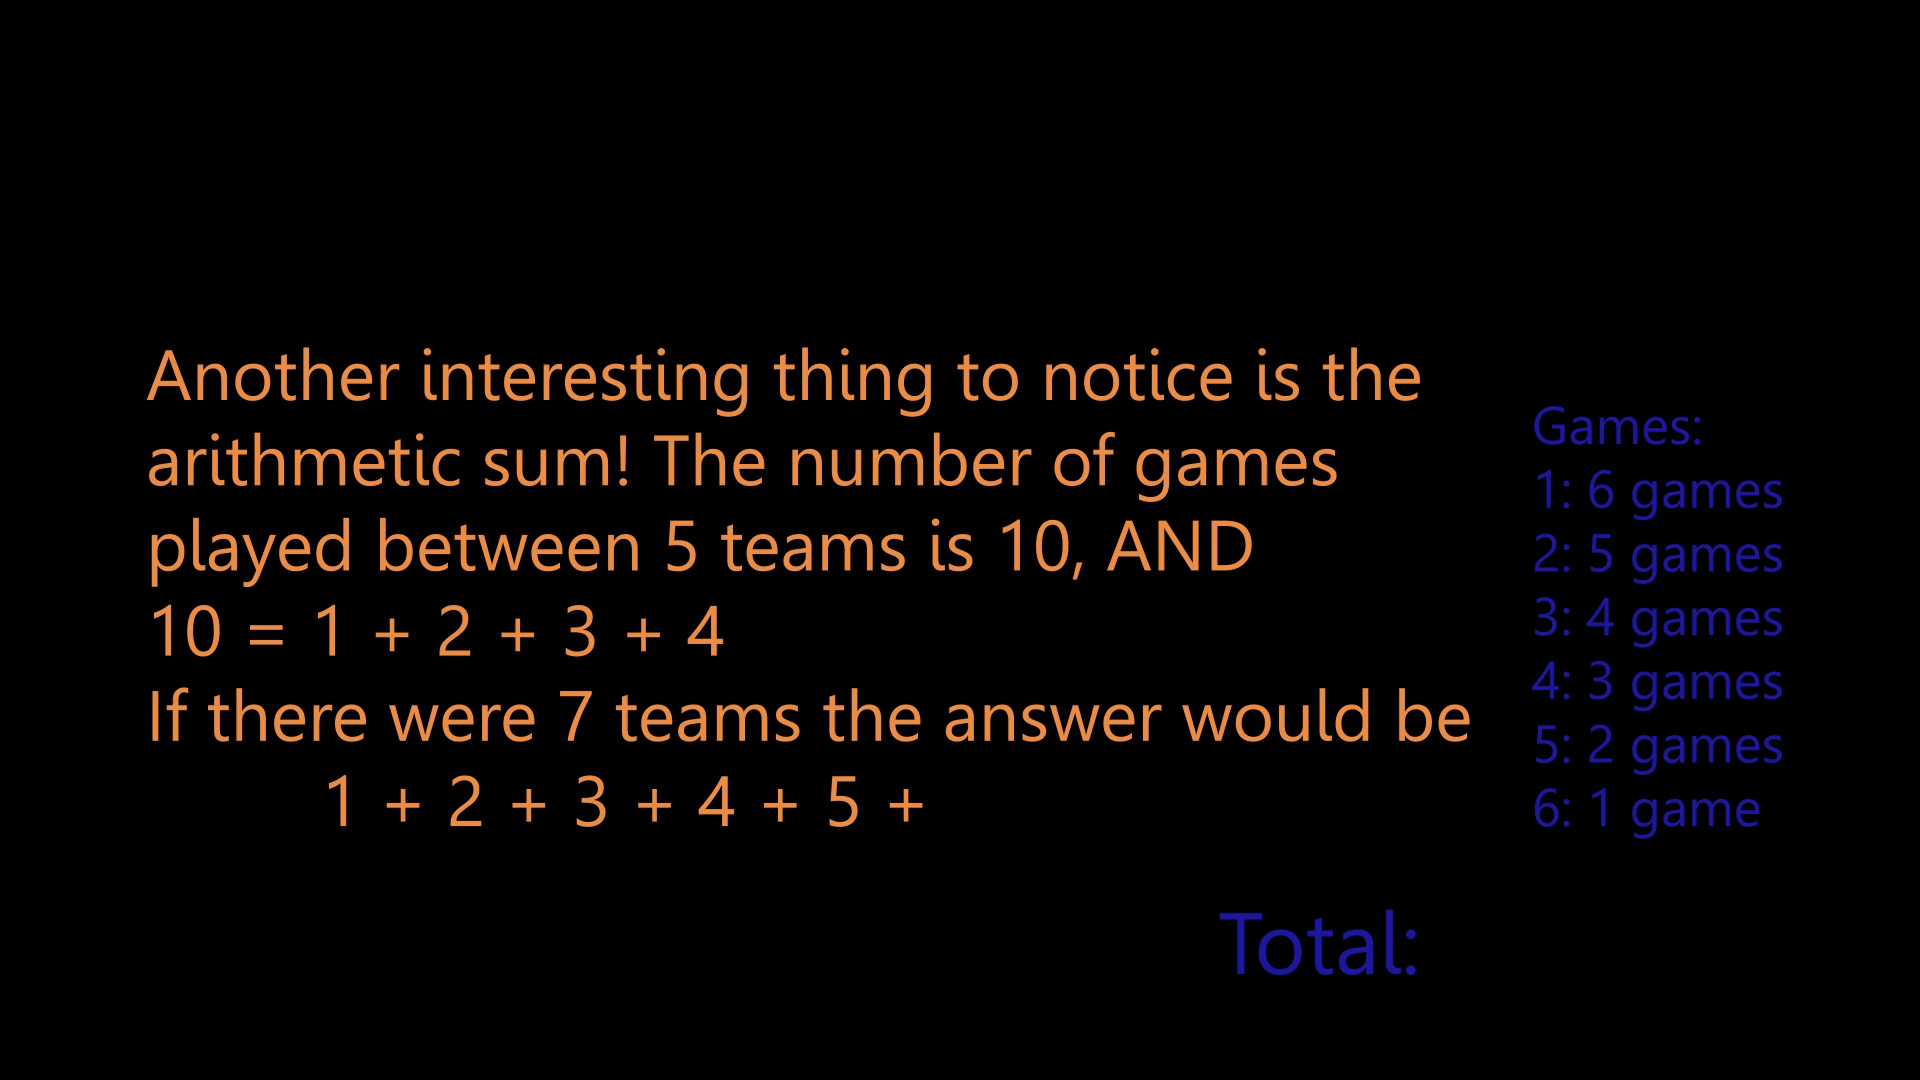 Another interesting thing to notice is the
arithmetic sum! The number of games
played between 5 teams is 10, AND
10 = 1 + 2 + 3 + 4
If there were 7 teams the answer would be
1 + 2 + 3 + 4 + 5 +
Games:
1: 6 games
2: 5 games
3: 4 games
4: 3 games
5: 2 games
6: 1 game
Total: